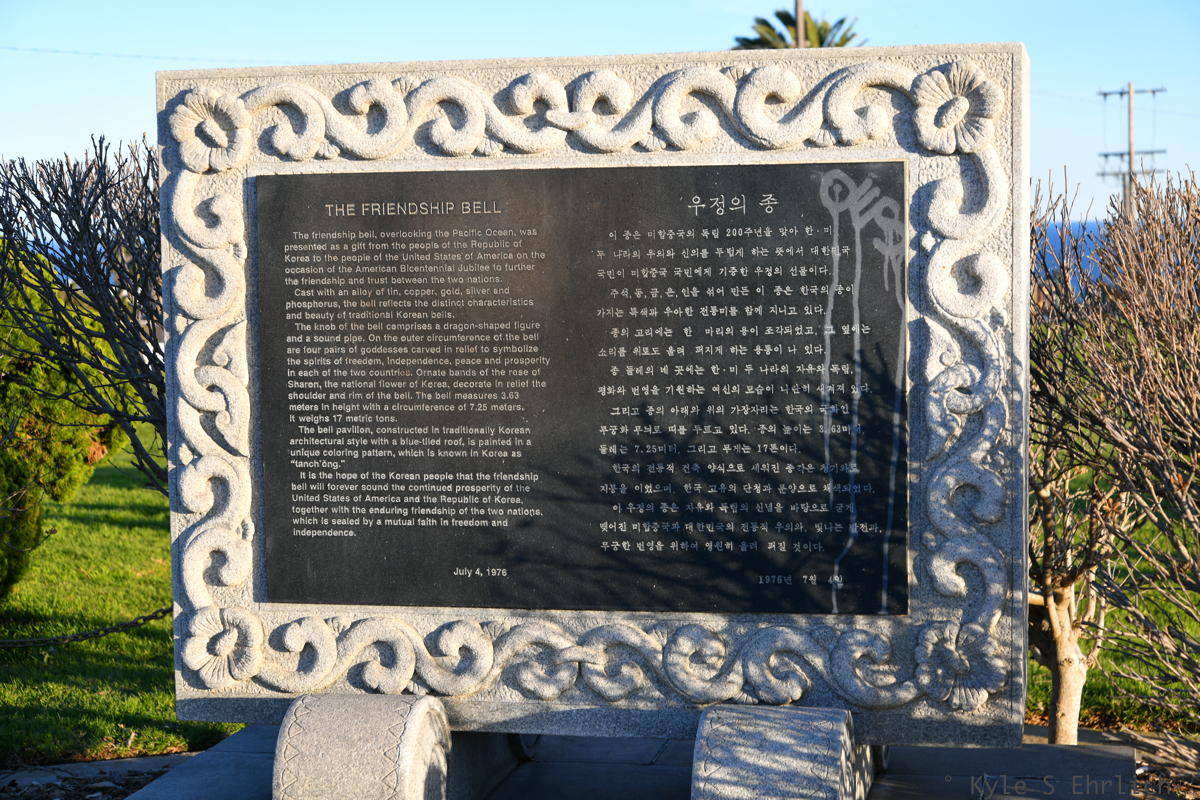 THE FRIENDSHIP BELL
The friendship bell, overlooking the Pacific Ocean, was
presented as a gift from the people of the Republic of
Korea to the people of the United States of America on the
occasion of the American Bicentennial Jubilee to further
the friendship and trust between the two nations.
Cast with an alloy of tin, copper, gold, silver and
phosphorus, the bell reflects the distinct characteristics
and beauty of traditional Korean bells.
The knob of the bell comprises a dragon-shaped figure
and a sound pipe. On the outer circumference of the bell
are four pairs of goddesses carved in relief to symbolize
the spirits of freedom, independence, peace and prosperity
in each of the two countries. Ornate bands of the rose of
Sharon, the national flower of Korea, decorate in relief the
shoulder and rim of the bell. The bell measures 3.63
meters in height with a circumference of 7.25 meters.
It weighs 17 metric tons.
The bell pavilion, constructed in traditionally Korean
architectural style with a blue-tiled roof, is painted in a
unique coloring pattern, which is known in Korea as
"tanch'ŏng."
It is the hope of the Korean people that the friendship
bell will forever sound the continued prosperity of the
United States of America and the Republic of Korea,
together with the enduring friendship of the two nations,
which is sealed by a mutual faith in freedom and
independence.
July 4, 1976
우정의 종
이 종은 미합중국의 독립 200주년을 맞아 한·미
두 나라의 우의와 신의를 두텁게 하는 뜻에서 대한민국
국민이 미합중국 국민에게 기증한 우정의 선물이다.
주석, 동, 금, 은, 인을 섞어 만든 이 종은 한국의 종이
가지는 특색과 우아한 전통미를 함께 지니고 있다.
종의 고리에는 한 마리의 용이 조각되었고, 그 옆에는
소리를 위로도 울려 퍼지게 하는 용통이 나 있다.
종 둘레의 네 곳에는 한·미 두 나라의 자유와 독립,
평화와 번영을 기원하는 여신의 모습이 나란히 새겨져 있다.
그리고 종의 아래와 위의 가장자리는 한국의 국화인
무궁화 무늬로 띠를 두르고 있다. 종의 높이는 3.63미터,
둘레는 7.25미터, 그리고 무게는 17톤이다.
한국의 전통적 건축 양식으로 세워진 종각은 청기와로
지붕을 이었으며, 한국 고유의 단청과 문양으로 채색되었다.
이 우정의 종은 자유와 독립의 신념을 바탕으로 굳게
맺어진 미합중국과 대한민국의 전통적 우의와, 빛나는 발전과,
무궁한 번영을 위하여 영원히 울려 퍼질 것이다.
1976년 7월 4일
° Kyle S Ehrlich